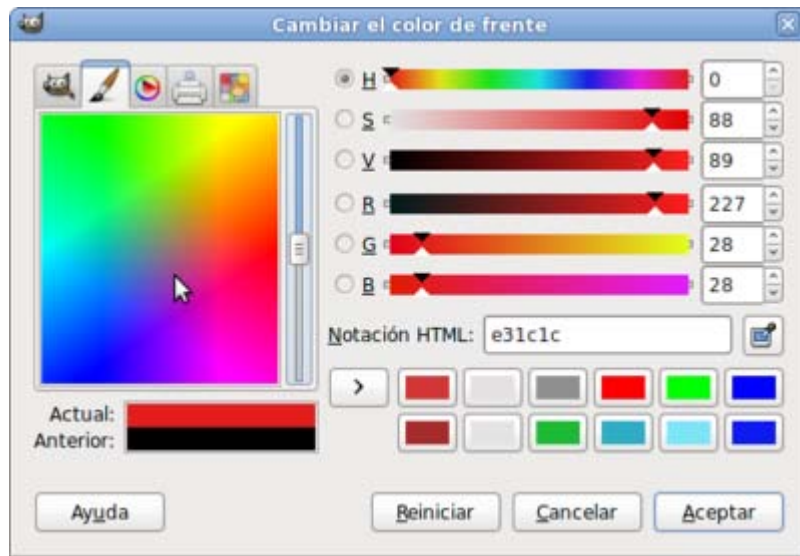 Cambiar el color de frente
H 0
S 88
V 89
R 227
G 28
B 28
Notación HTML: e31c1c
>
Actual:
Anterior:
Ayuda Reiniciar Cancelar Aceptar